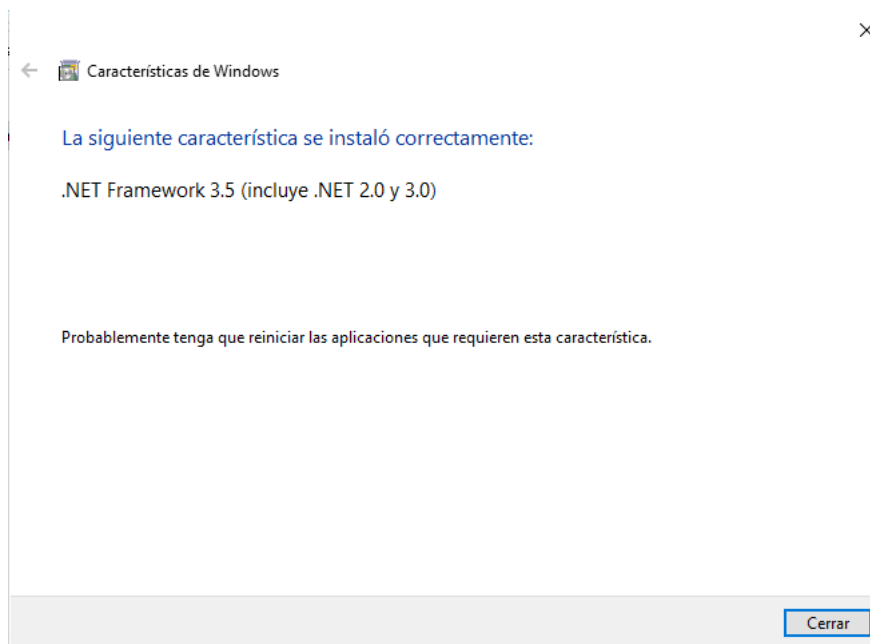 Características de Windows
La siguiente característica se instaló correctamente:
.NET Framework 3.5 (incluye .NET 2.0 y 3.0)
Probablemente tenga que reiniciar las aplicaciones que requieren esta característica.
Cerrar